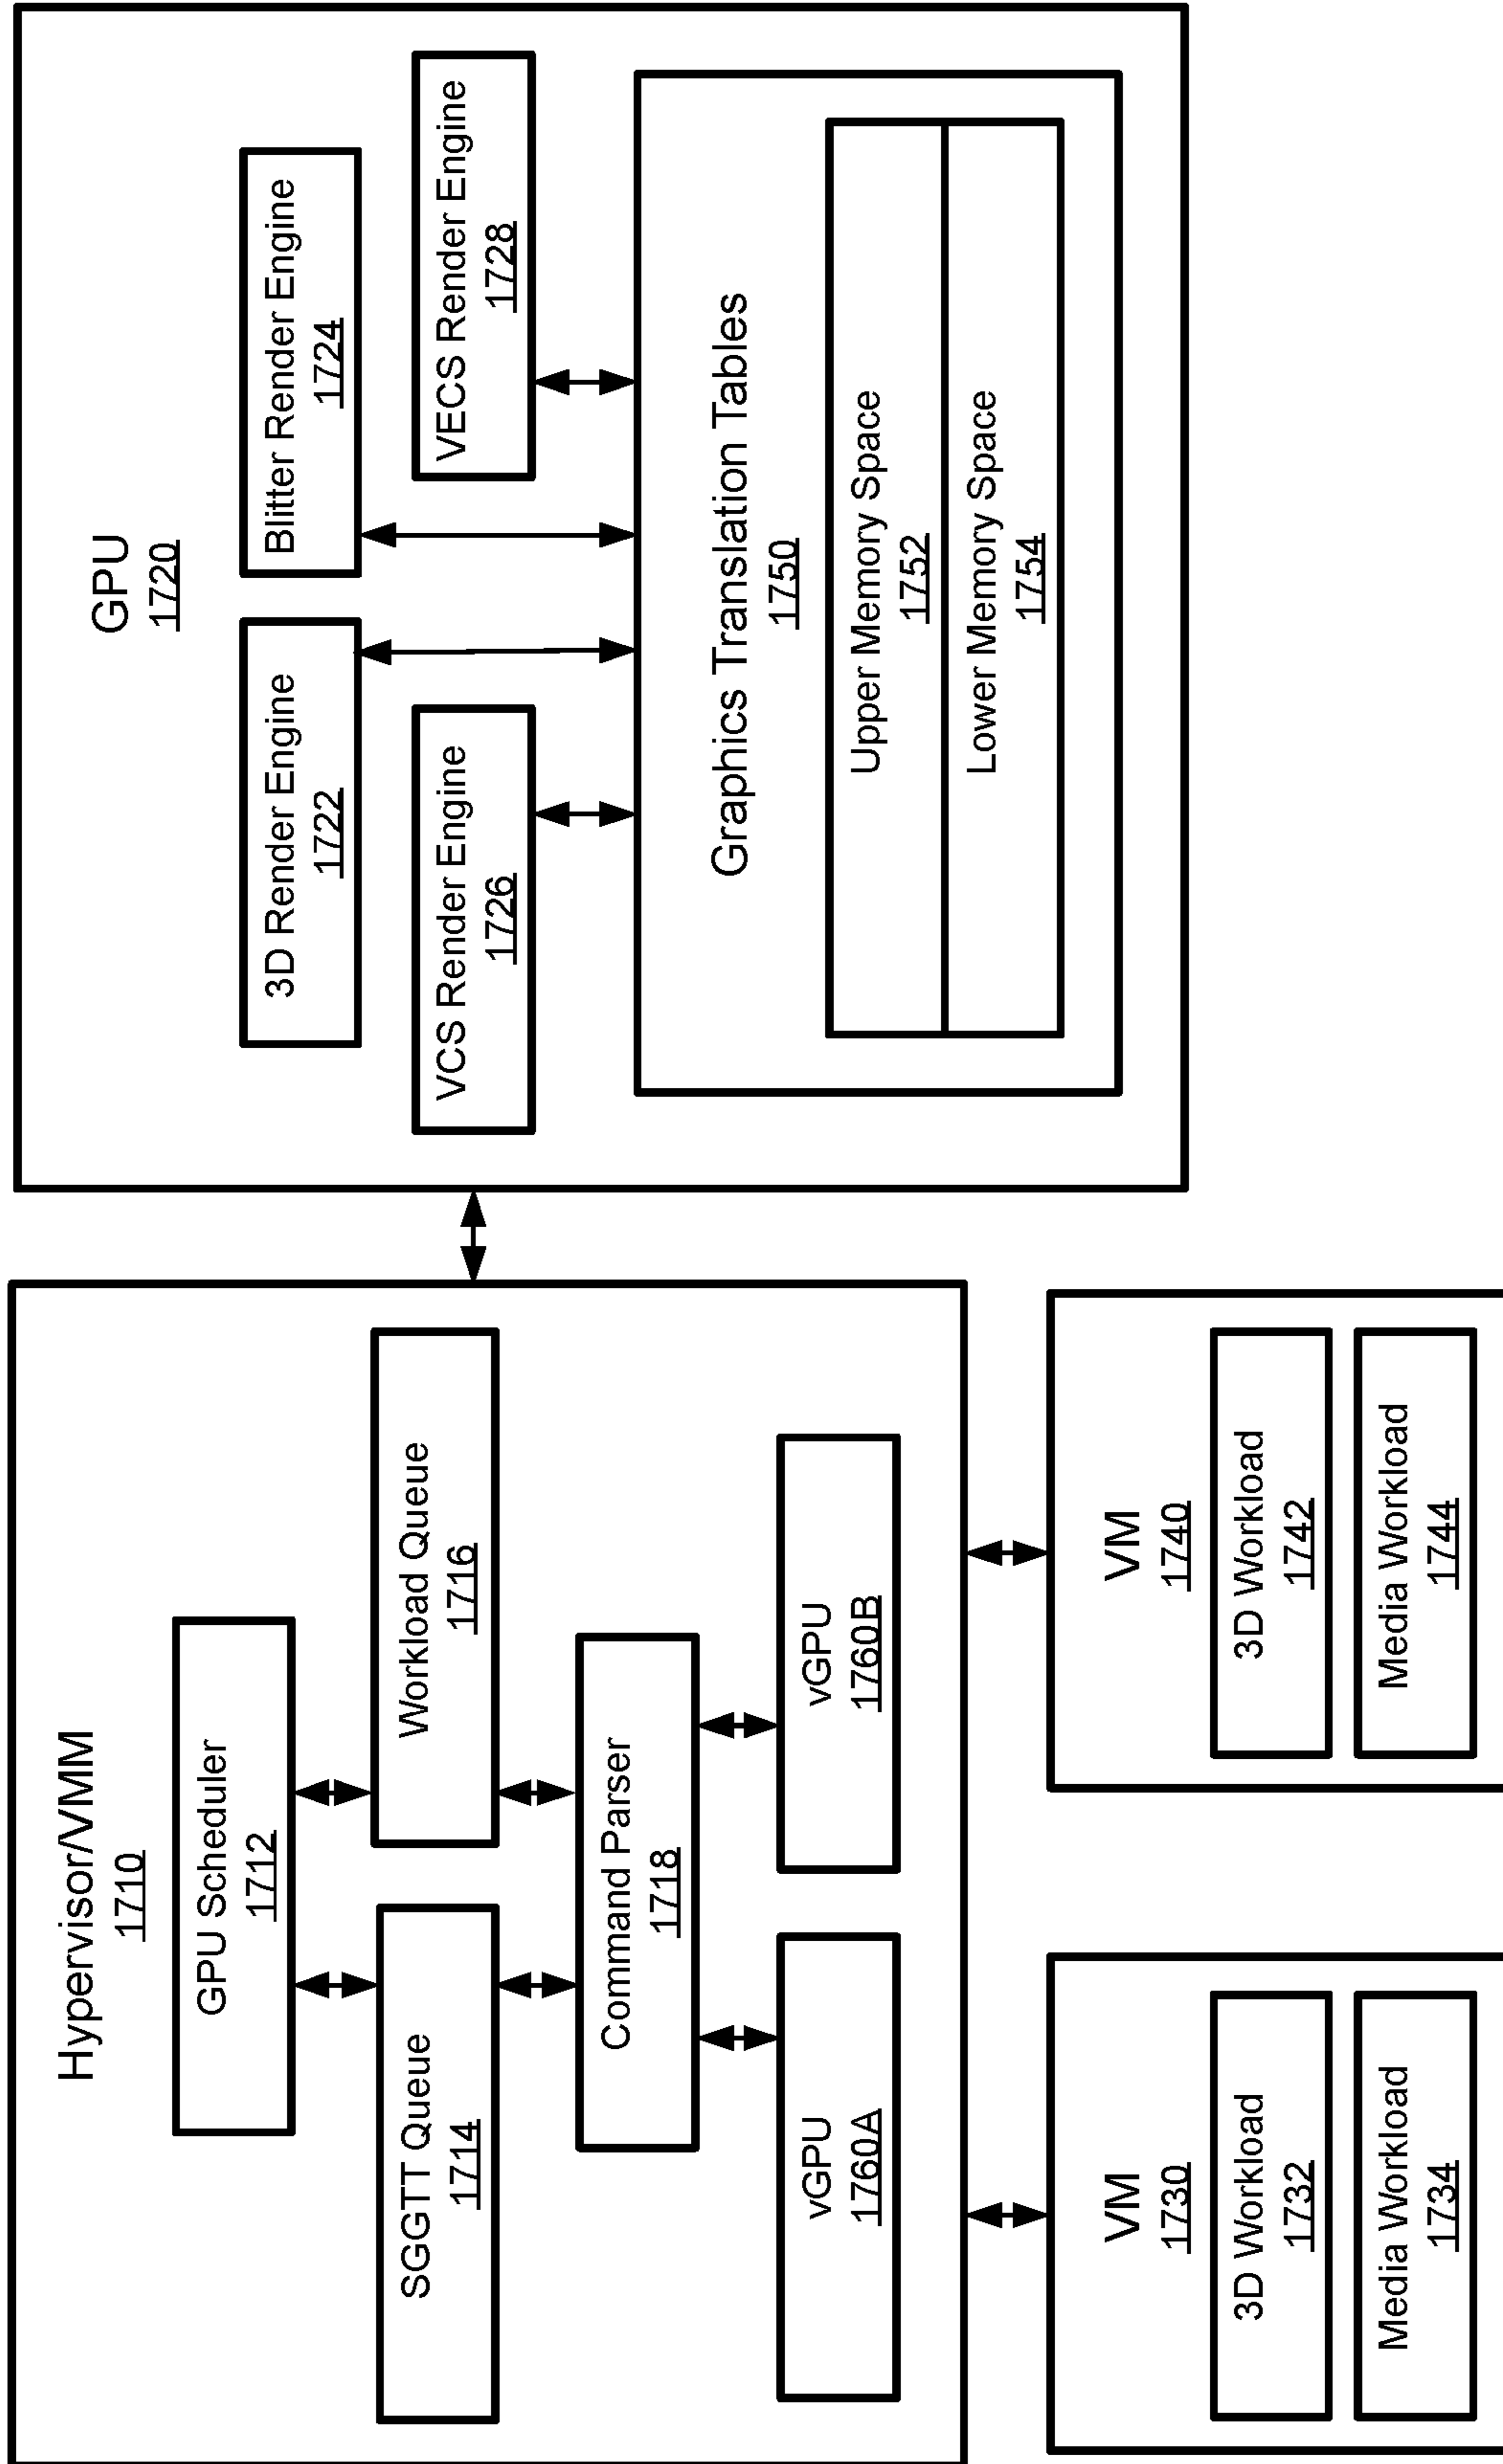 Hypervisor/VMM
1710
GPU Scheduler
1712
SGGTT Queue
1714
Workload Queue
1716
Command Parser
1718
vGPU
1760A
vGPU
1760B
VM
1730
3D Workload
1732
Media Workload
1734
VM
1740
3D Workload
1742
Media Workload
1744
GPU
1720
3D Render Engine
1722
Blitter Render Engine
1724
VCS Render Engine
1726
VECS Render Engine
1728
Graphics Translation Tables
1750
Upper Memory Space
1752
Lower Memory Space
1754